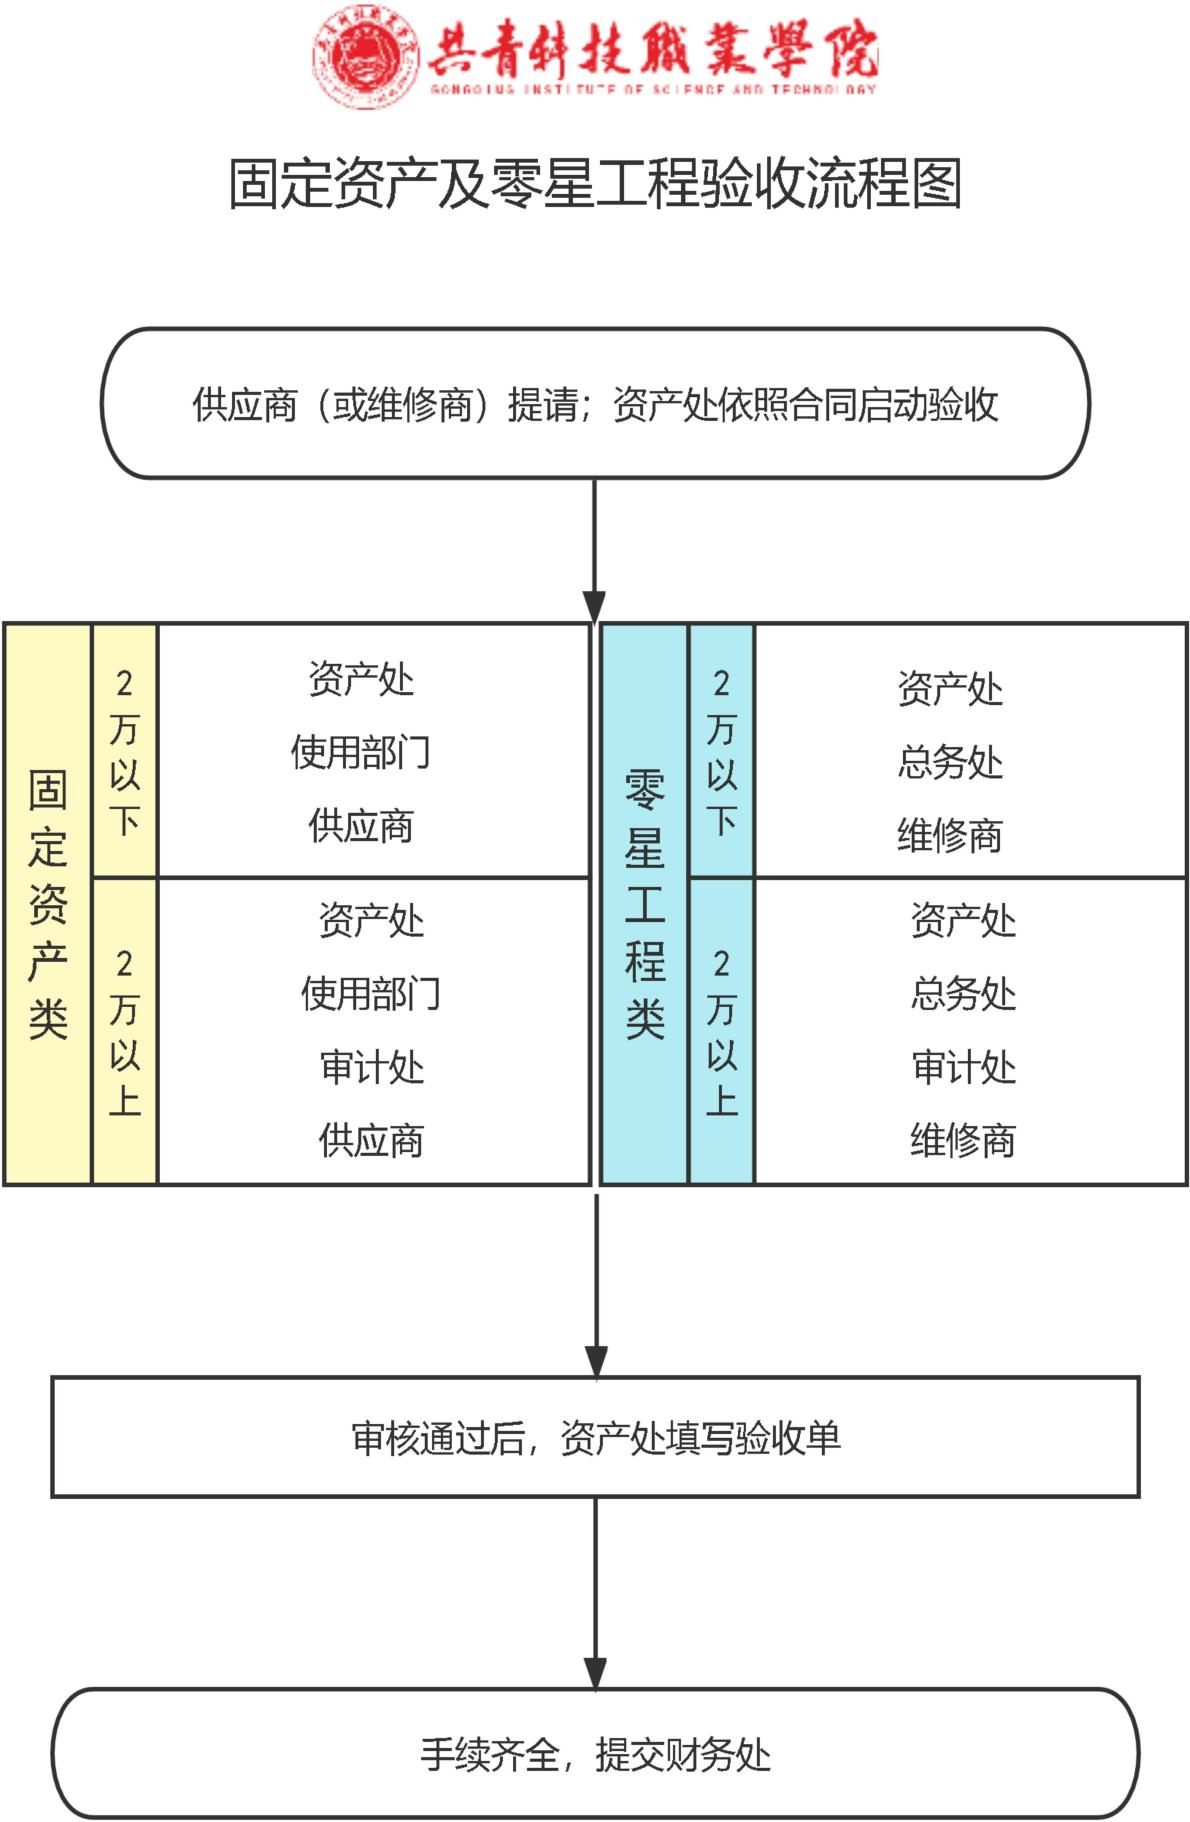 共青科技職業學院
GONGQING INSTITUTE OF SCIENCE AND TECHNOLOGY
固定资产及零星工程验收流程图
供应商（或维修商）提请；资产处依照合同启动验收
固定资产类
2万以下
资产处
使用部门
供应商
2万以上
资产处
使用部门
审计处
供应商
零星工程类
2万以下
资产处
总务处
维修商
2万以上
资产处
总务处
审计处
维修商
审核通过后，资产处填写验收单
手续齐全，提交财务处